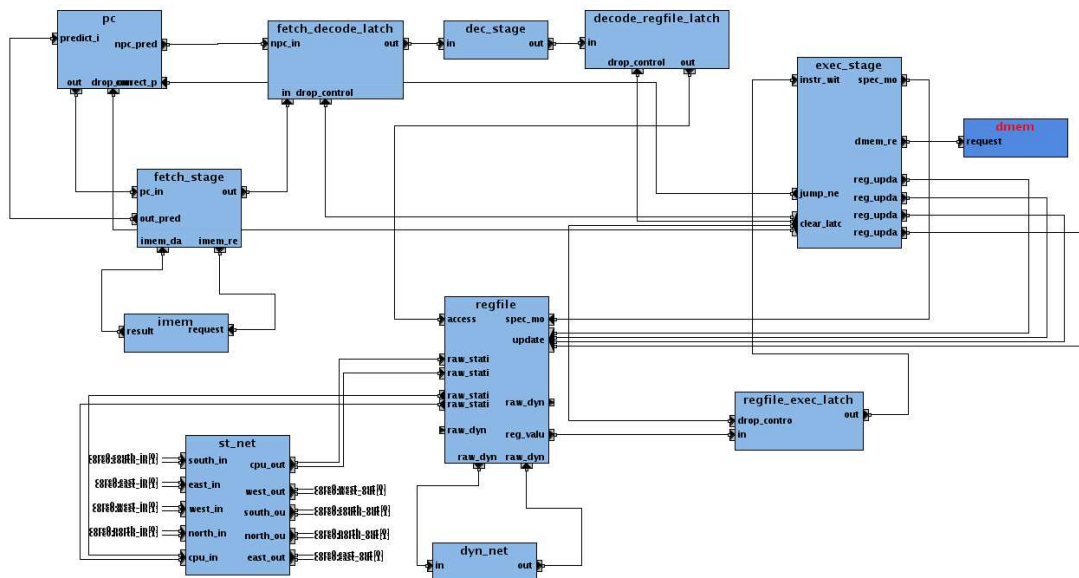 pc
predict_i
npc_pred
out
drop_
correct_p
fetch_decode_latch
npc_in
out
in drop_control
dec_stage
in
out
decode_regfile_latch
in
drop_control
out
exec_stage
instr_wit
spec_mo
dmem_re
reg_upda
jump_ne
reg_upda
reg_upda
clear_latc
reg_upda
dmem
request
fetch_stage
pc_in
out
out_pred
imem_da
imem_re
imem
result
request
regfile
access
spec_mo
update
raw_stati
raw_stati
raw_stati
raw_stati
raw_dyn
raw_dyn
reg_valu
raw_dyn
raw_dyn
regfile_exec_latch
out
drop_contro
in
st_net
south_in
cpu_out
east_in
west_out
west_in
south_ou
north_in
north_ou
cpu_in
east_out
dyn_net
in
out